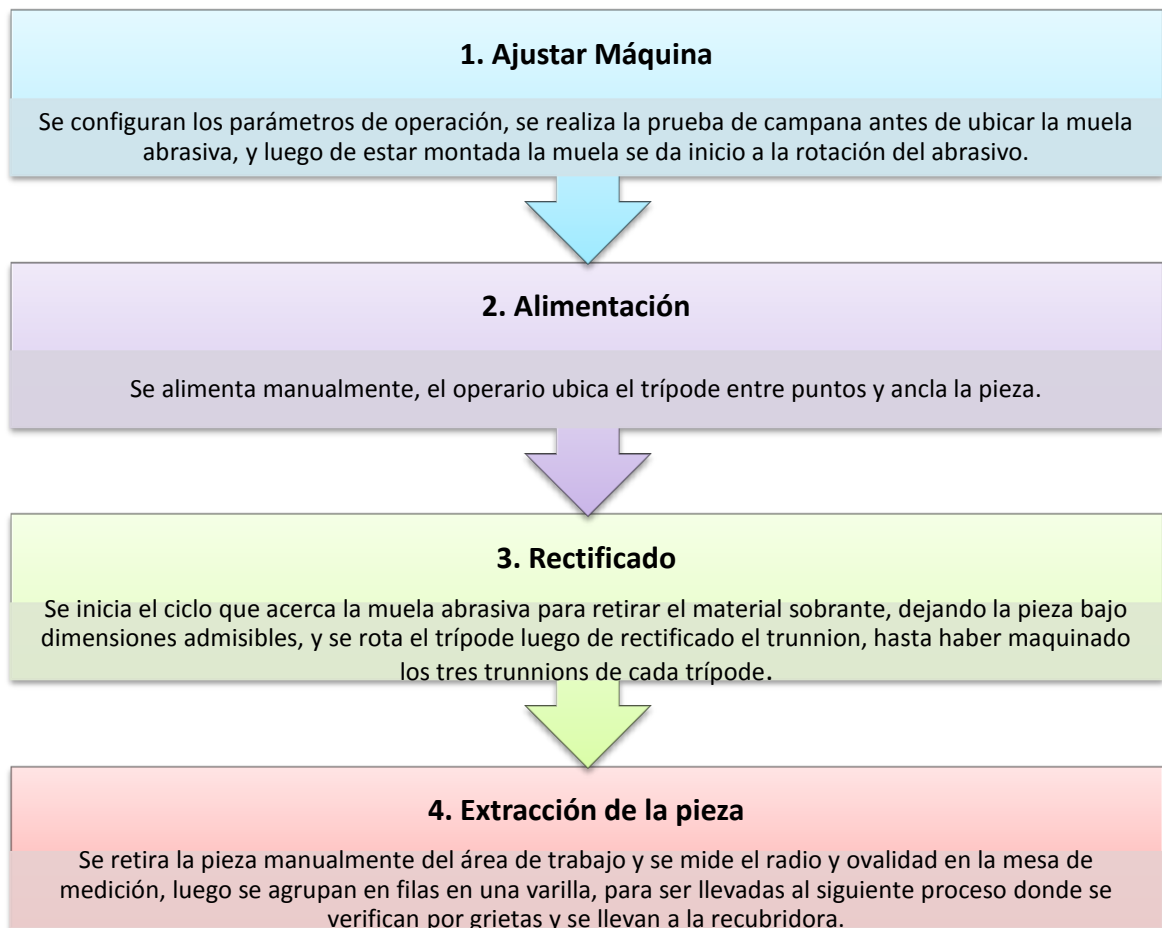 1. Ajustar Máquina
Se configuran los parámetros de operación, se realiza la prueba de campana antes de ubicar la muela
abrasiva, y luego de estar montada la muela se da inicio a la rotación del abrasivo.
2. Alimentación
Se alimenta manualmente, el operario ubica el trípode entre puntos y ancla la pieza.
3. Rectificado
Se inicia el ciclo que acerca la muela abrasiva para retirar el material sobrante, dejando la pieza bajo
dimensiones admisibles, y se rota el trípode luego de rectificado el trunnion, hasta haber maquinado
los tres trunnions de cada trípode.
4. Extracción de la pieza
Se retira la pieza manualmente del área de trabajo y se mide el radio y ovalidad en la mesa de
medición, luego se agrupan en filas en una varilla, para ser llevadas al siguiente proceso donde se
verifican por grietas y se llevan a la recubridora.